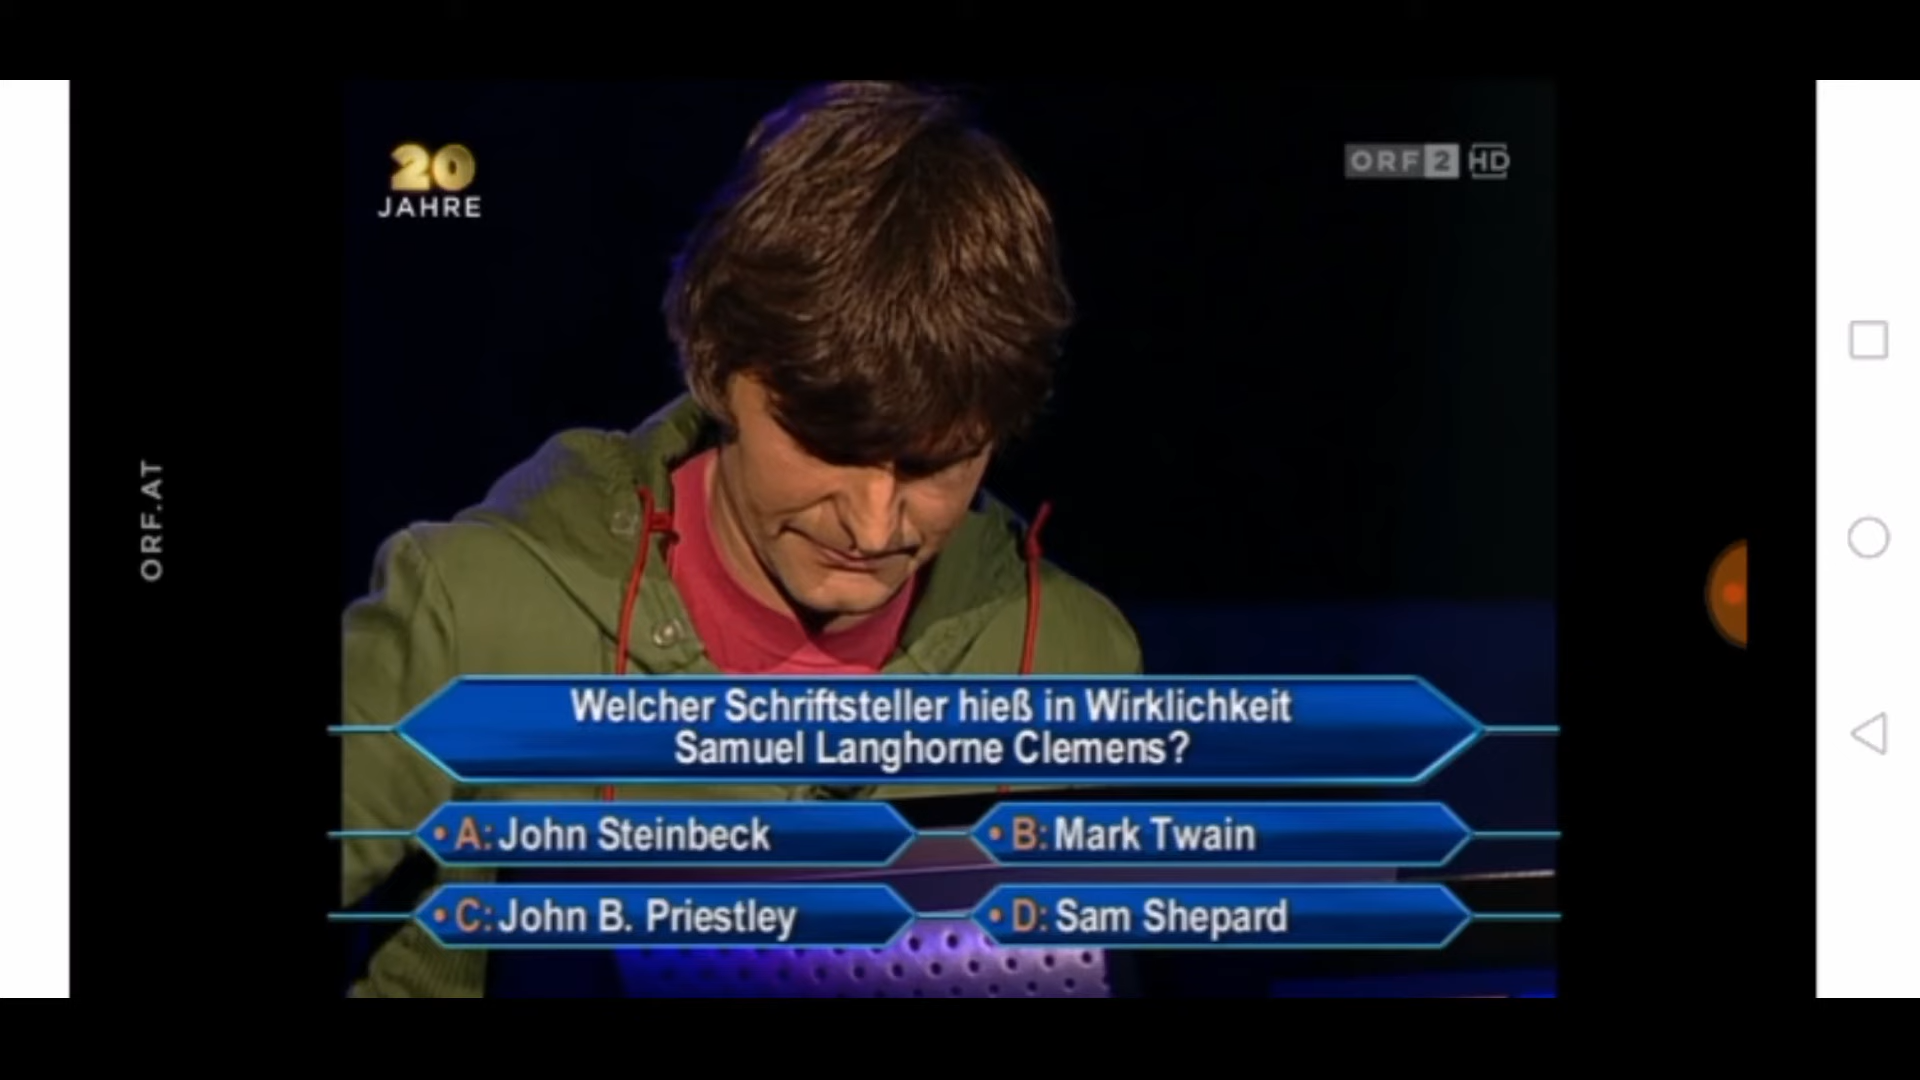 20
JAHRE
ORF 2 HD
ORF.AT
Welcher Schriftsteller hieß in Wirklichkeit
Samuel Langhorne Clemens?
A: John Steinbeck
B: Mark Twain
C: John B. Priestley
D: Sam Shepard